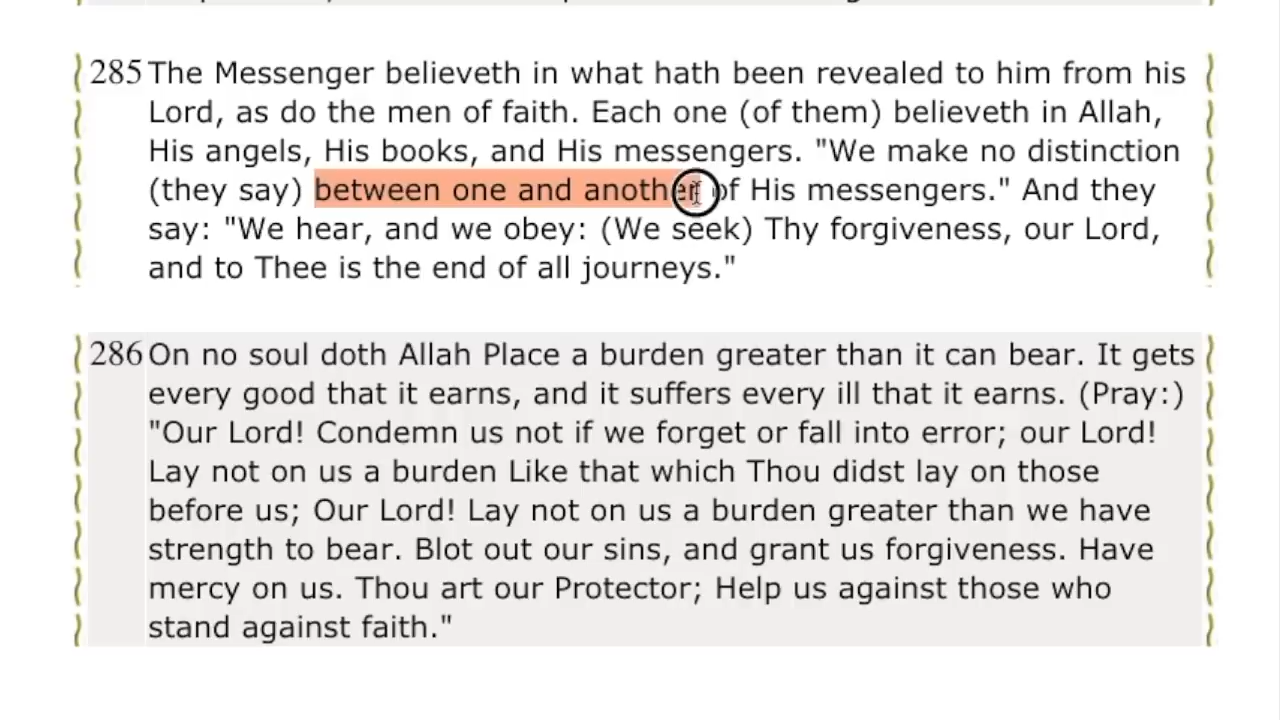 285 The Messenger believeth in what hath been revealed to him from his
Lord, as do the men of faith. Each one (of them) believeth in Allah,
His angels, His books, and His messengers. "We make no distinction
(they say) between one and another of His messengers." And they
say: "We hear, and we obey: (We seek) Thy forgiveness, our Lord,
and to Thee is the end of all journeys."
286 On no soul doth Allah Place a burden greater than it can bear. It gets
every good that it earns, and it suffers every ill that it earns. (Pray:)
"Our Lord! Condemn us not if we forget or fall into error; our Lord!
Lay not on us a burden Like that which Thou didst lay on those
before us; Our Lord! Lay not on us a burden greater than we have
strength to bear. Blot out our sins, and grant us forgiveness. Have
mercy on us. Thou art our Protector; Help us against those who
stand against faith."